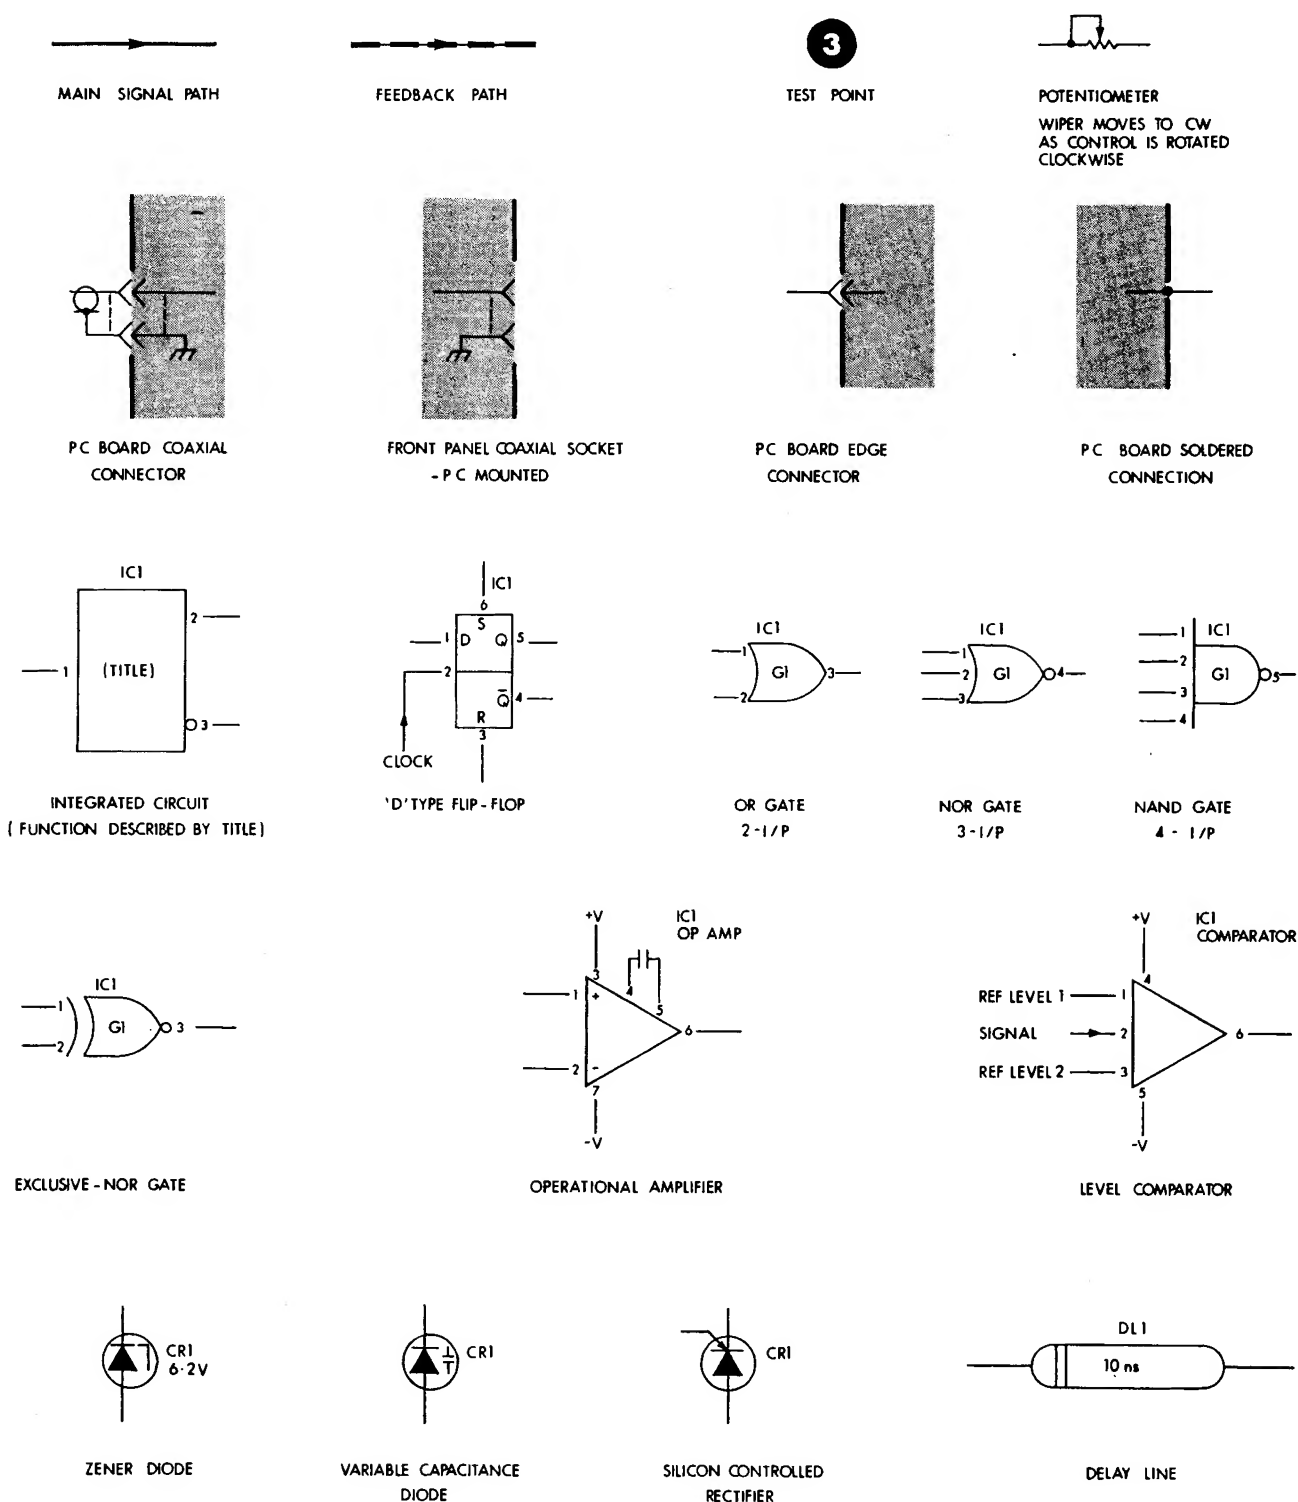 3
MAIN SIGNAL PATH
FEEDBACK PATH
TEST POINT
POTENTIOMETER
WIPER MOVES TO CW
AS CONTROL IS ROTATED
CLOCKWISE
PC BOARD COAXIAL
CONNECTOR
FRONT PANEL COAXIAL SOCKET
- PC MOUNTED
PC BOARD EDGE
CONNECTOR
PC BOARD SOLDERED
CONNECTION
IC1
1
(TITLE)
2
3
INTEGRATED CIRCUIT
( FUNCTION DESCRIBED BY TITLE)
IC1
6
S
1 D Q 5
2
Q̄ 4
R
3
CLOCK
'D' TYPE FLIP-FLOP
IC1
1
G1 3
2
OR GATE
2-I/P
IC1
1
2 G1 4
3
NOR GATE
3-I/P
1 IC1
2
G1 5
3
4
NAND GATE
4 - I/P
IC1
1
G1 3
2
EXCLUSIVE-NOR GATE
+V
IC1
OP AMP
3
4
1 +
5
6
2 -
7
-V
OPERATIONAL AMPLIFIER
+V
IC1
COMPARATOR
4
REF LEVEL 1 1
SIGNAL 2 6
REF LEVEL 2 3
5
-V
LEVEL COMPARATOR
CR1
6·2V
ZENER DIODE
CR1
VARIABLE CAPACITANCE
DIODE
CR1
SILICON CONTROLLED
RECTIFIER
DL1
10 ns
DELAY LINE